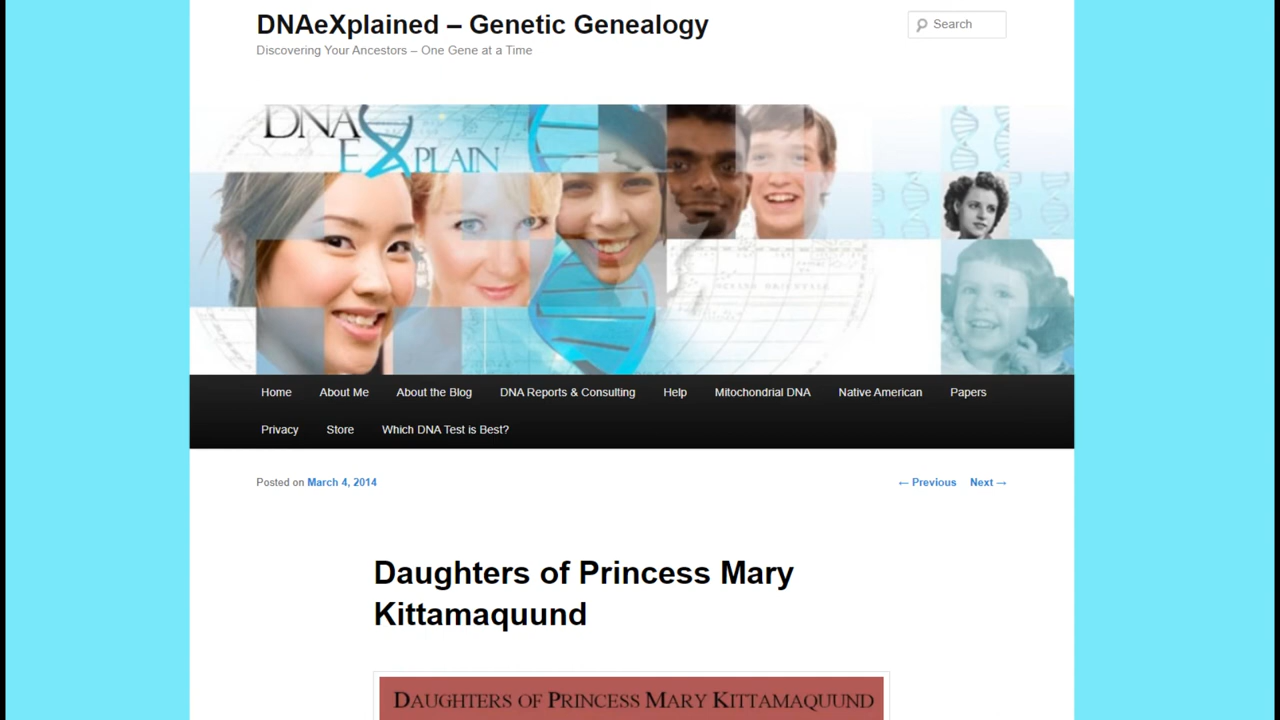 DNAeXplained – Genetic Genealogy
Search
Discovering Your Ancestors – One Gene at a Time
DNA
EXPLAIN
Home About Me About the Blog DNA Reports & Consulting Help Mitochondrial DNA Native American Papers
Privacy Store Which DNA Test is Best?
Posted on March 4, 2014 ← Previous Next →
Daughters of Princess Mary
Kittamaquund
DAUGHTERS OF PRINCESS MARY KITTAMAQUUND